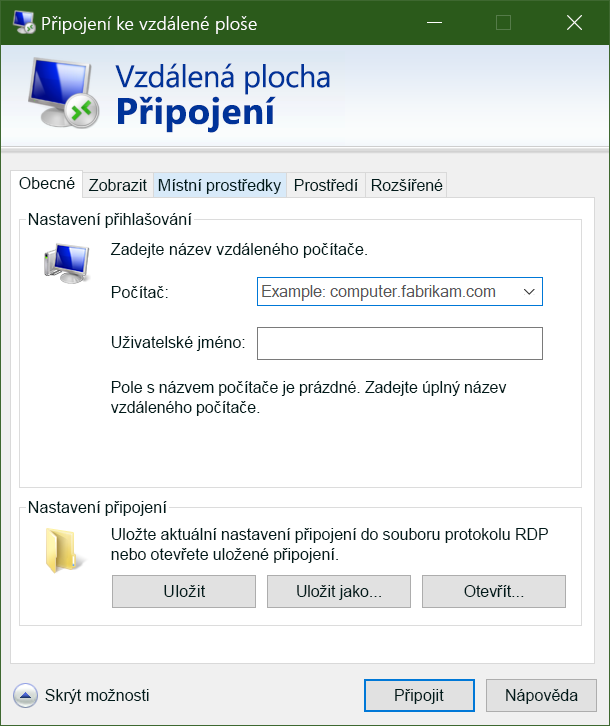 Připojení ke vzdálené ploše
Vzdálená plocha
Připojení
Obecné Zobrazit Místní prostředky Prostředí Rozšířené
Nastavení přihlašování
Zadejte název vzdáleného počítače.
Počítač: Example: computer.fabrikam.com
Uživatelské jméno:
Pole s názvem počítače je prázdné. Zadejte úplný název
vzdáleného počítače.
Nastavení připojení
Uložte aktuální nastavení připojení do souboru protokolu RDP
nebo otevřete uložené připojení.
Uložit Uložit jako... Otevřít...
Skrýt možnosti Připojit Nápověda